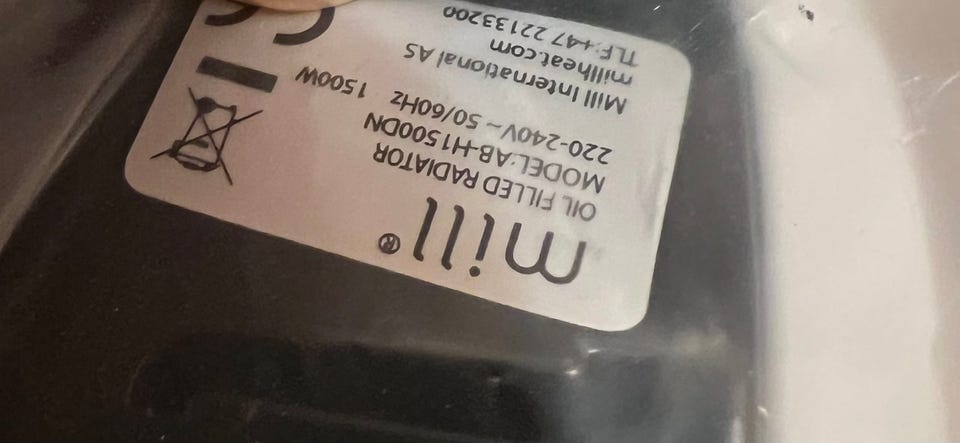 mill®
OIL FILLED RADIATOR
MODEL:AB-H1500DN
220-240V ~ 50/60Hz 1500W
Mill International AS
millheat.com
TLF:+47 22133200